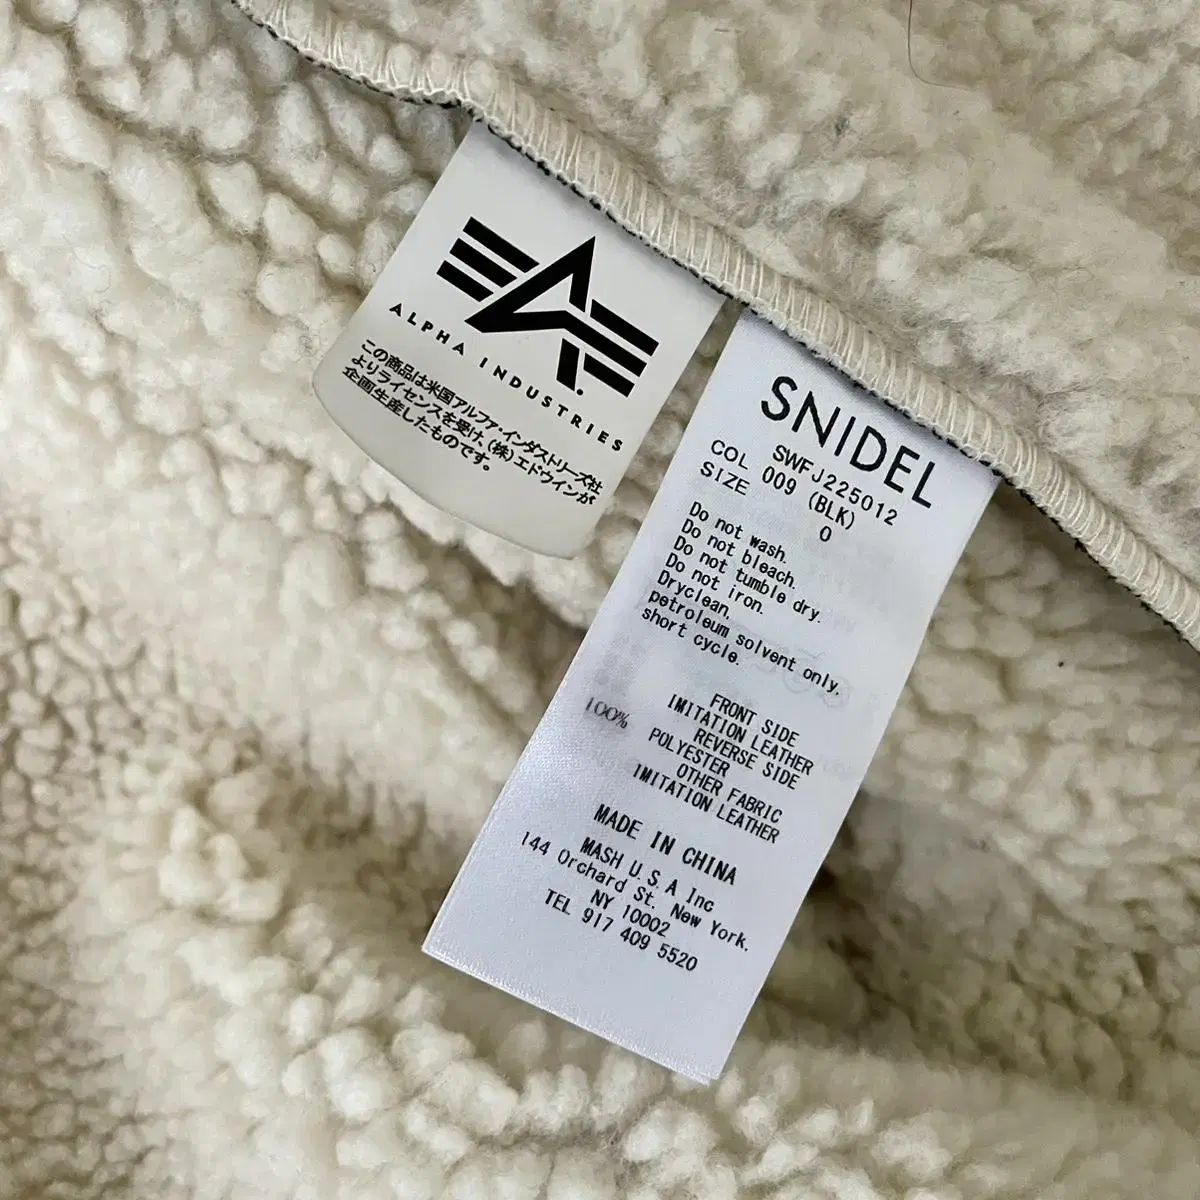 ALPHA INDUSTRIES
この商品は米国アルファ・インダストリーズ社
よりライセンスを受け、(株)エドウインが
企画生産したものです。
SNIDEL
SWFJ225012
COL 009 (BLK)
SIZE 0
Do not wash.
Do not bleach.
Do not tumble dry.
Do not iron.
Dryclean,
petroleum solvent only,
short cycle.
FRONT SIDE
IMITATION LEATHER
REVERSE SIDE
100% POLYESTER
OTHER FABRIC
IMITATION LEATHER
MADE IN CHINA
MASH U.S.A Inc
144 Orchard St. New York,
NY 10002
TEL 917 409 5520